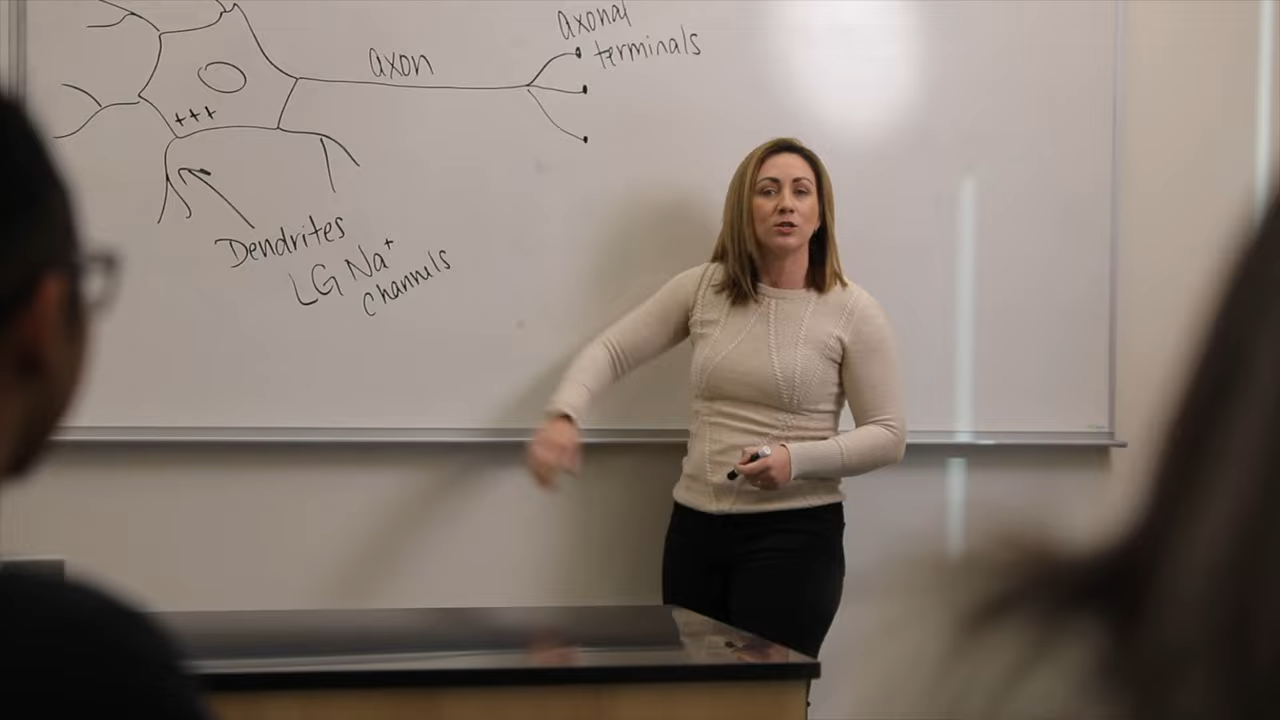 axonal
terminals
axon
+++
Dendrites
LG Na+
channels